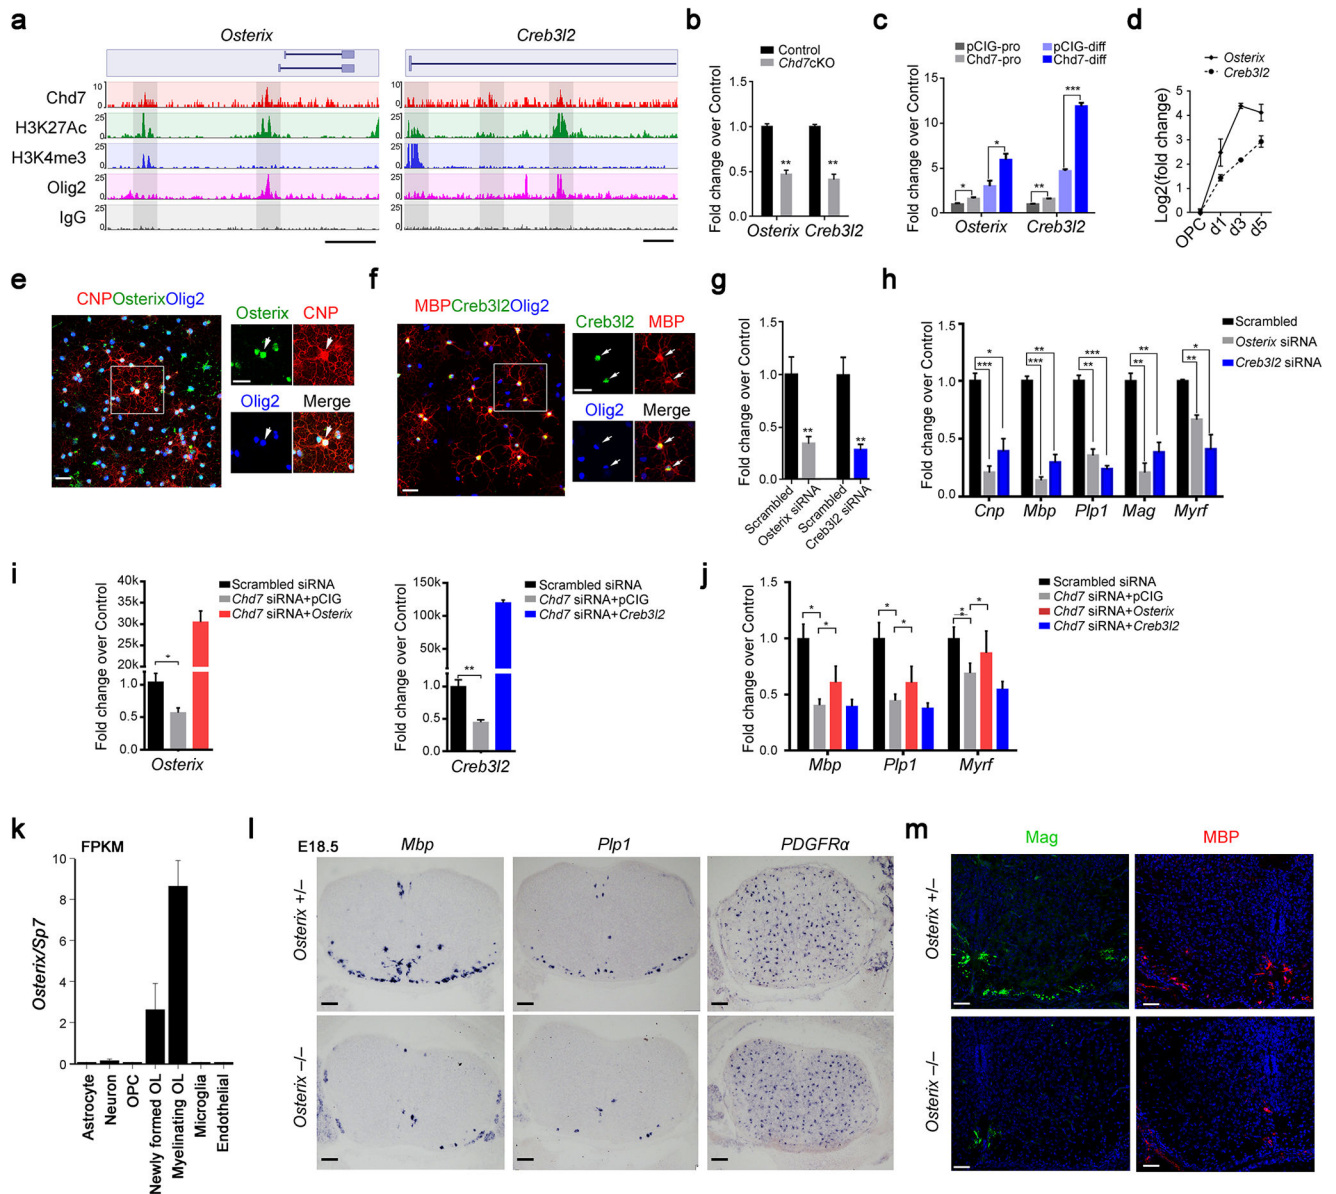 a
Osterix
Creb3l2
Chd7
10
0
10
0
H3K27Ac
25
0
25
0
H3K4me3
25
0
25
0
Olig2
25
0
25
0
IgG
25
0
25
0
b
Control
Chd7cKO
Fold change over Control
1.5
1.0
0.5
0.0
**
**
Osterix Creb3l2
c
pCIG-pro
Chd7-pro
pCIG-diff
Chd7-diff
Fold change over Control
15
10
5
0
*
*
**
***
Osterix
Creb3l2
d
Osterix
Creb3l2
Log2(fold change)
5
4
3
2
1
0
OPC
d1
d3
d5
e
CNPOsterixOlig2
Osterix
CNP
Olig2
Merge
f
MBPCreb3l2Olig2
Creb3l2
MBP
Olig2
Merge
g
Fold change over Control
1.5
1.0
0.5
0.0
**
**
Scrambled
Osterix siRNA
Scrambled
Creb3l2 siRNA
h
Scrambled
Osterix siRNA
Creb3l2 siRNA
Fold change over Control
1.5
1.0
0.5
0.0
*
***
**
***
***
**
**
**
*
**
Cnp
Mbp
Plp1
Mag
Myrf
i
Scrambled siRNA
Chd7 siRNA+pCIG
Chd7 siRNA+Osterix
Fold change over Control
40k
35k
30k
25k
20k
1.0
0.5
0.0
*
Osterix
Scrambled siRNA
Chd7 siRNA+pCIG
Chd7 siRNA+Creb3l2
Fold change over Control
150k
100k
50k
1.0
0.5
0.0
**
Creb3l2
j
Scrambled siRNA
Chd7 siRNA+pCIG
Chd7 siRNA+Osterix
Chd7 siRNA+Creb3l2
Fold change over Control
1.5
1.0
0.5
0.0
*
*
*
*
*
*
*
Mbp
Plp1
Myrf
k
FPKM
Osterix/Sp7
10
8
6
4
2
0
Astrocyte
Neuron
OPC
Newly formed OL
Myelinating OL
Microglia
Endothelial
l
E18.5
Mbp
Plp1
PDGFRα
Osterix +/–
Osterix –/–
m
Mag
MBP
Osterix +/–
Osterix –/–